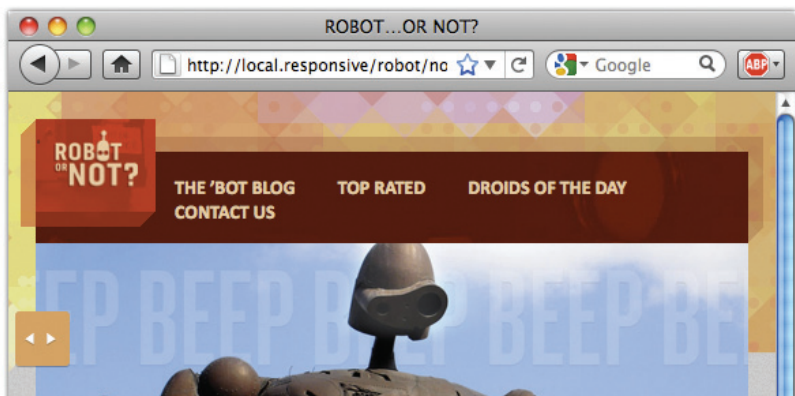 ROBOT...OR NOT?
http://local.responsive/robot/no
Google
ABP
ROBOT
OR NOT?
THE ’BOT BLOG TOP RATED DROIDS OF THE DAY
CONTACT US
EEP BEEP BEEP BEEP BE